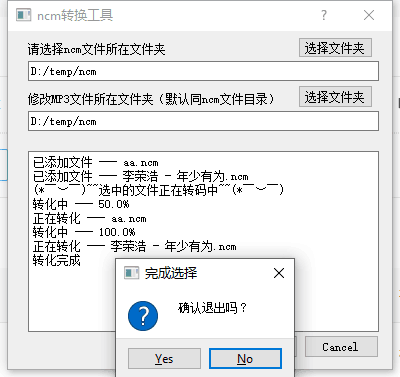 ncm转换工具
请选择ncm文件所在文件夹
选择文件夹
D:/temp/ncm
修改MP3文件所在文件夹（默认同ncm文件目录）
选择文件夹
D:/temp/ncm
已添加文件 —— aa.ncm
已添加文件 —— 李荣浩 - 年少有为.ncm
(*￣︶￣)~~选中的文件正在转码中~~(*￣︶￣)
转化中 —— 50.0%
正在转化 —— aa.ncm
转化中 —— 100.0%
正在转化 —— 李荣浩 - 年少有为.ncm
转化完成
完成选择
确认退出吗？
Yes
No
Cancel